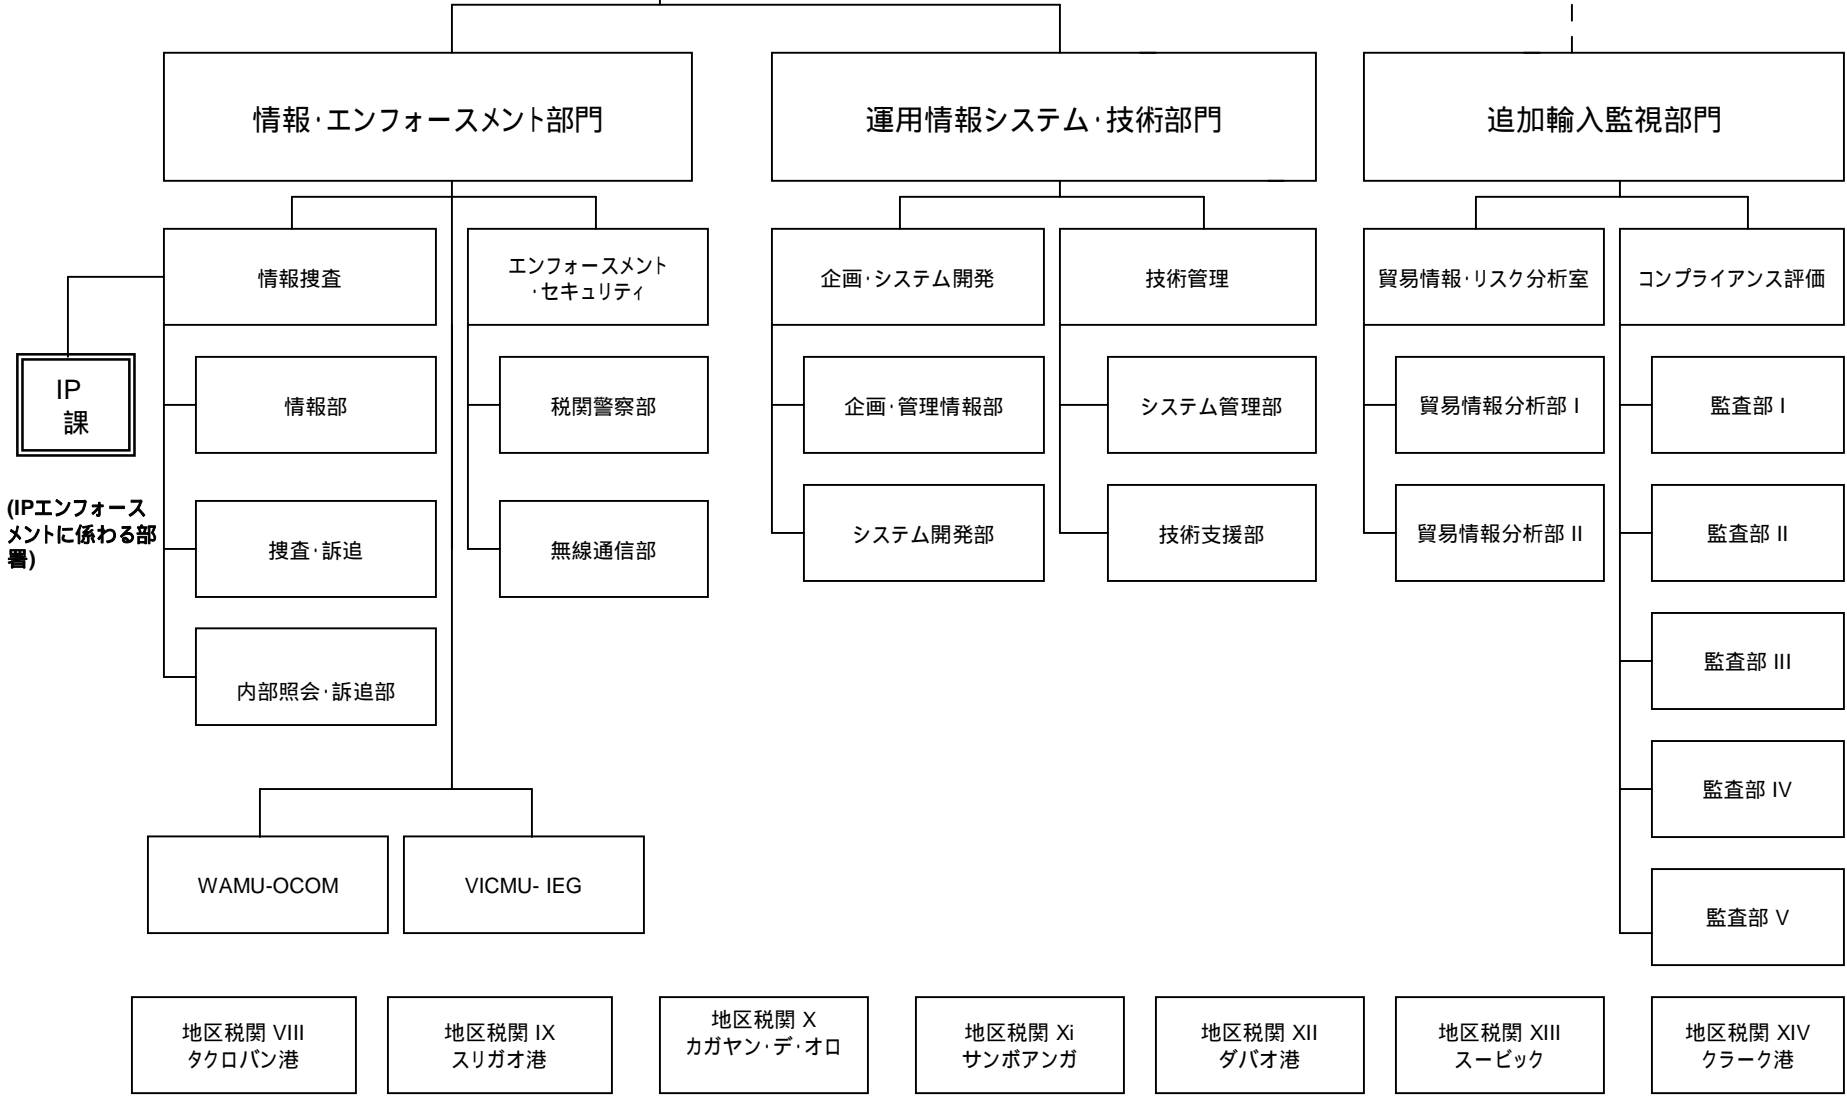 情報・エンフォースメント部門
運用情報システム・技術部門
追加輸入監視部門
情報捜査
エンフォースメント
・セキュリティ
企画・システム開発
技術管理
貿易情報・リスク分析室
コンプライアンス評価
IP
課
情報部
税関警察部
企画・管理情報部
システム管理部
貿易情報分析部 I
監査部 I
(IPエンフォース
メントに係わる部
署)
捜査・訴追
無線通信部
システム開発部
技術支援部
貿易情報分析部 II
監査部 II
内部照会・訴追部
監査部 III
監査部 IV
WAMU-OCOM
VICMU- IEG
監査部 V
地区税関 VIII
タクロバン港
地区税関 IX
スリガオ港
地区税関 X
カガヤン・デ・オロ
地区税関 Xi
サンボアンガ
地区税関 XII
ダバオ港
地区税関 XIII
スービック
地区税関 XIV
クラーク港